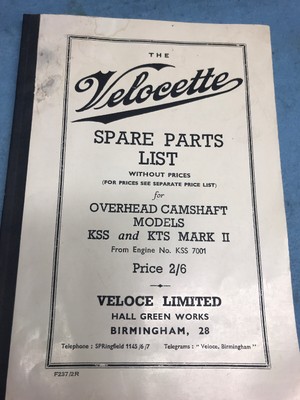 THE
Velocette
SPARE PARTS
LIST
WITHOUT PRICES
(FOR PRICES SEE SEPARATE PRICE LIST)
for
OVERHEAD CAMSHAFT
MODELS
KSS and KTS MARK II
From Engine No. KSS 7001
Price 2/6
VELOCE LIMITED
HALL GREEN WORKS
BIRMINGHAM, 28
Telephone : SPRingfield 1145/6/7 Telegrams : "Veloce, Birmingham"
F237/2R